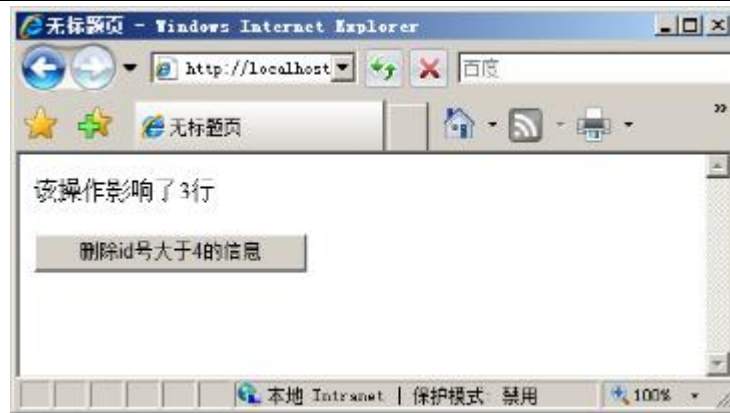 无标题页 - Windows Internet Explorer
http://localhost
百度
无标题页
»
该操作影响了3行
删除id号大于4的信息
本地 Intranet | 保护模式: 禁用
100%